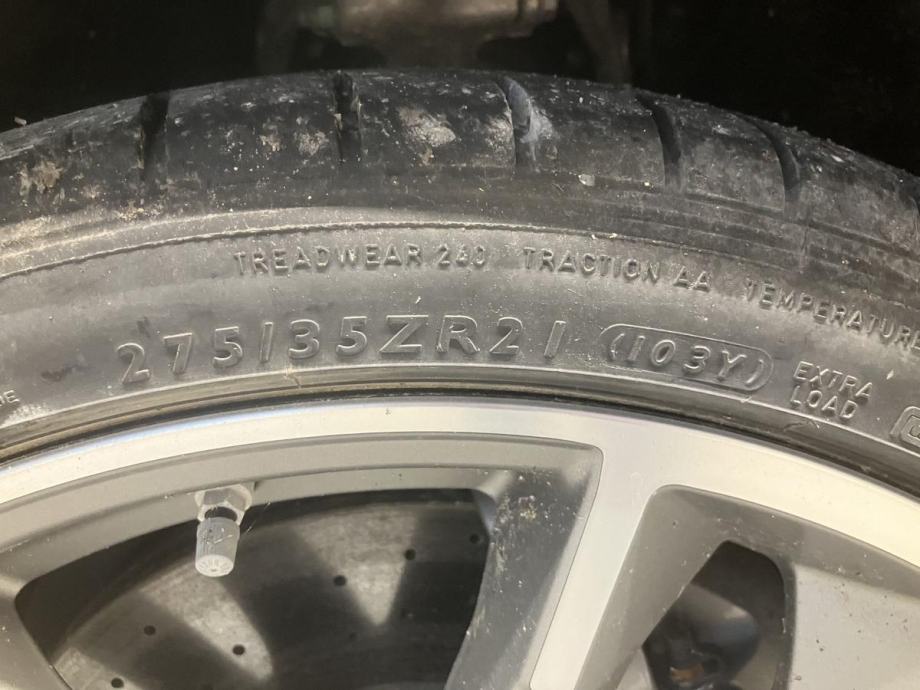 TREADWEAR 240 TRACTION AA TEMPERATURE
275/35ZR21 (103Y) EXTRA
LOAD